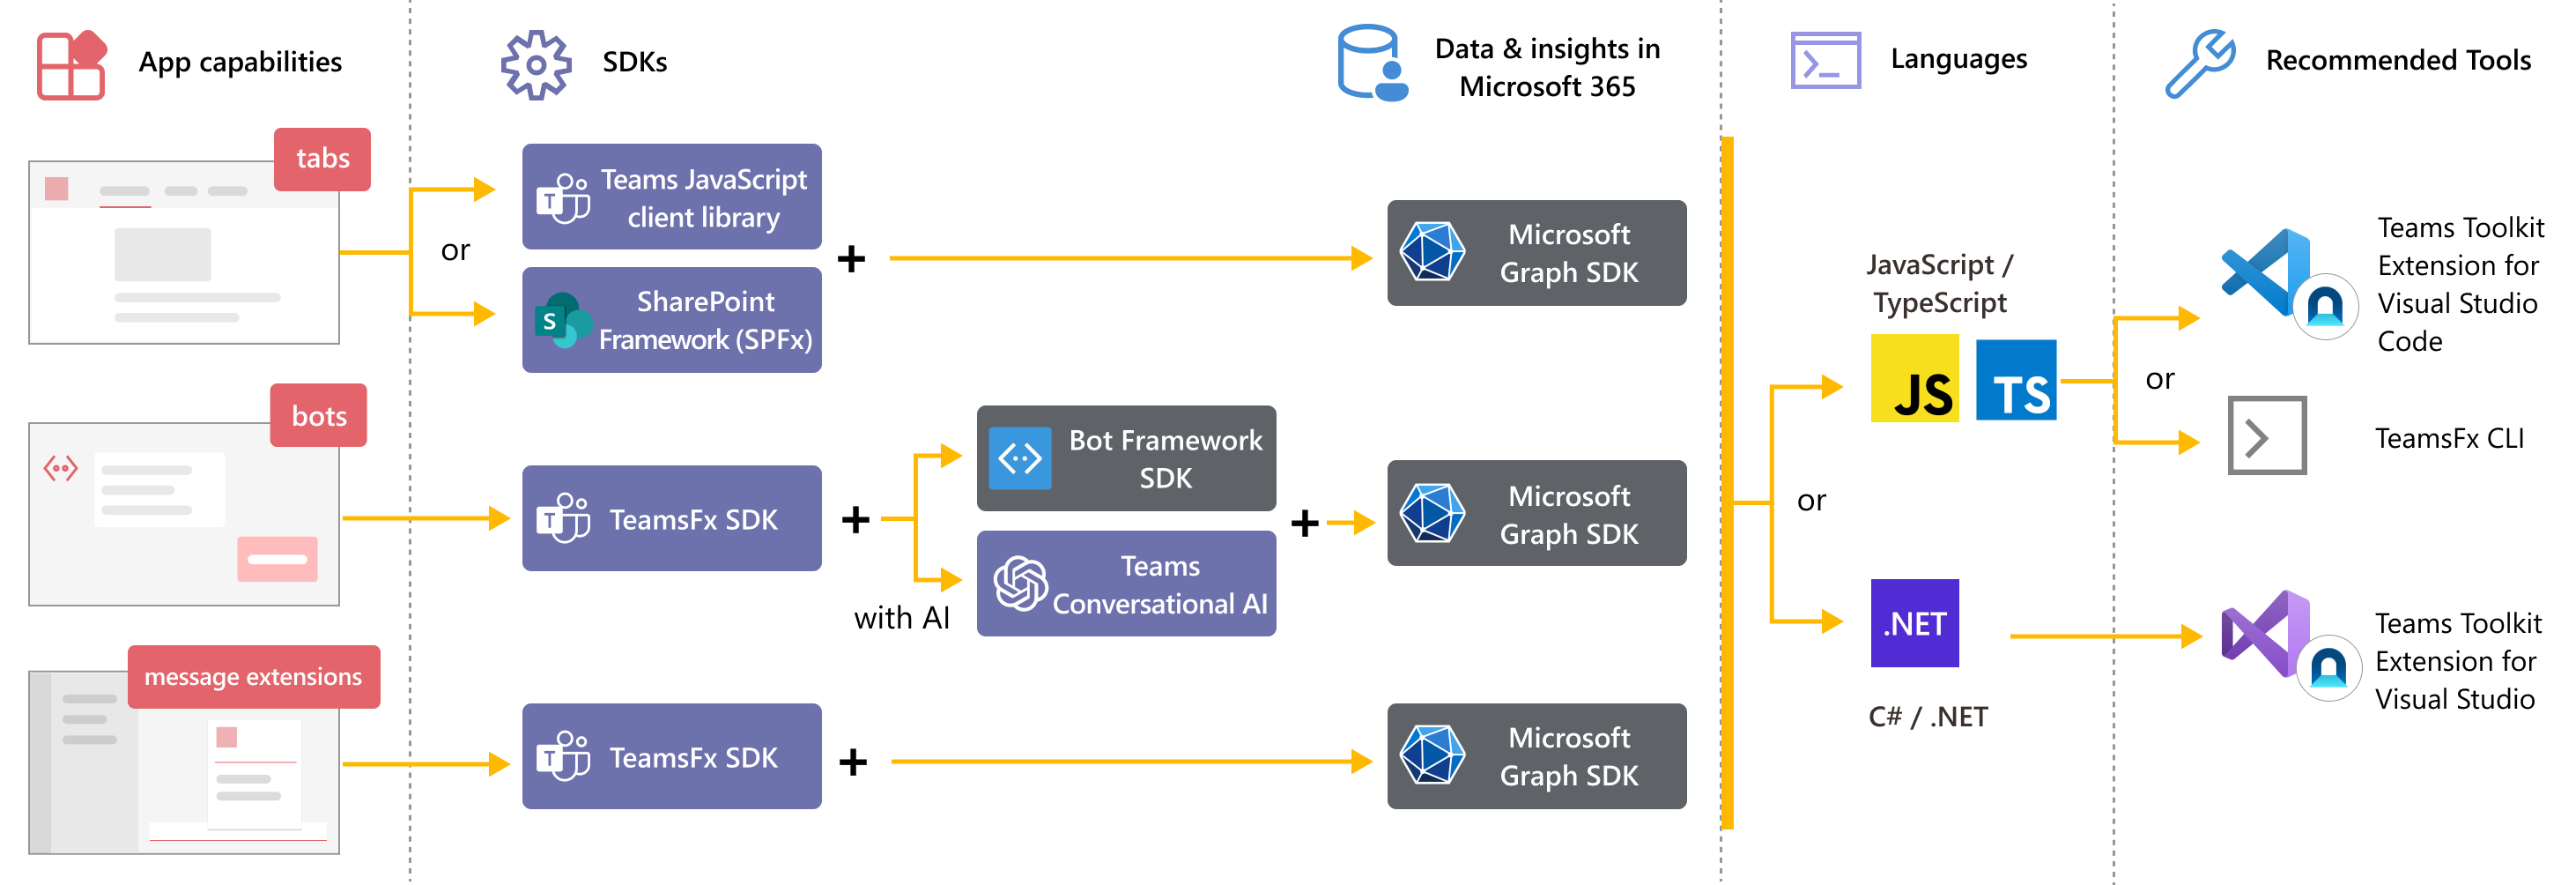 App capabilities
SDKs
Data & insights in
Microsoft 365
Languages
Recommended Tools
tabs
or
T
Teams JavaScript
client library
S
SharePoint
Framework (SPFx)
+
Microsoft
Graph SDK
bots
T
TeamsFx SDK
+
with AI
Bot Framework
SDK
Teams
Conversational AI
+
Microsoft
Graph SDK
message extensions
T
TeamsFx SDK
+
Microsoft
Graph SDK
or
JavaScript /
TypeScript
JS
TS
.NET
C# / .NET
or
Teams Toolkit
Extension for
Visual Studio
Code
TeamsFx CLI
Teams Toolkit
Extension for
Visual Studio